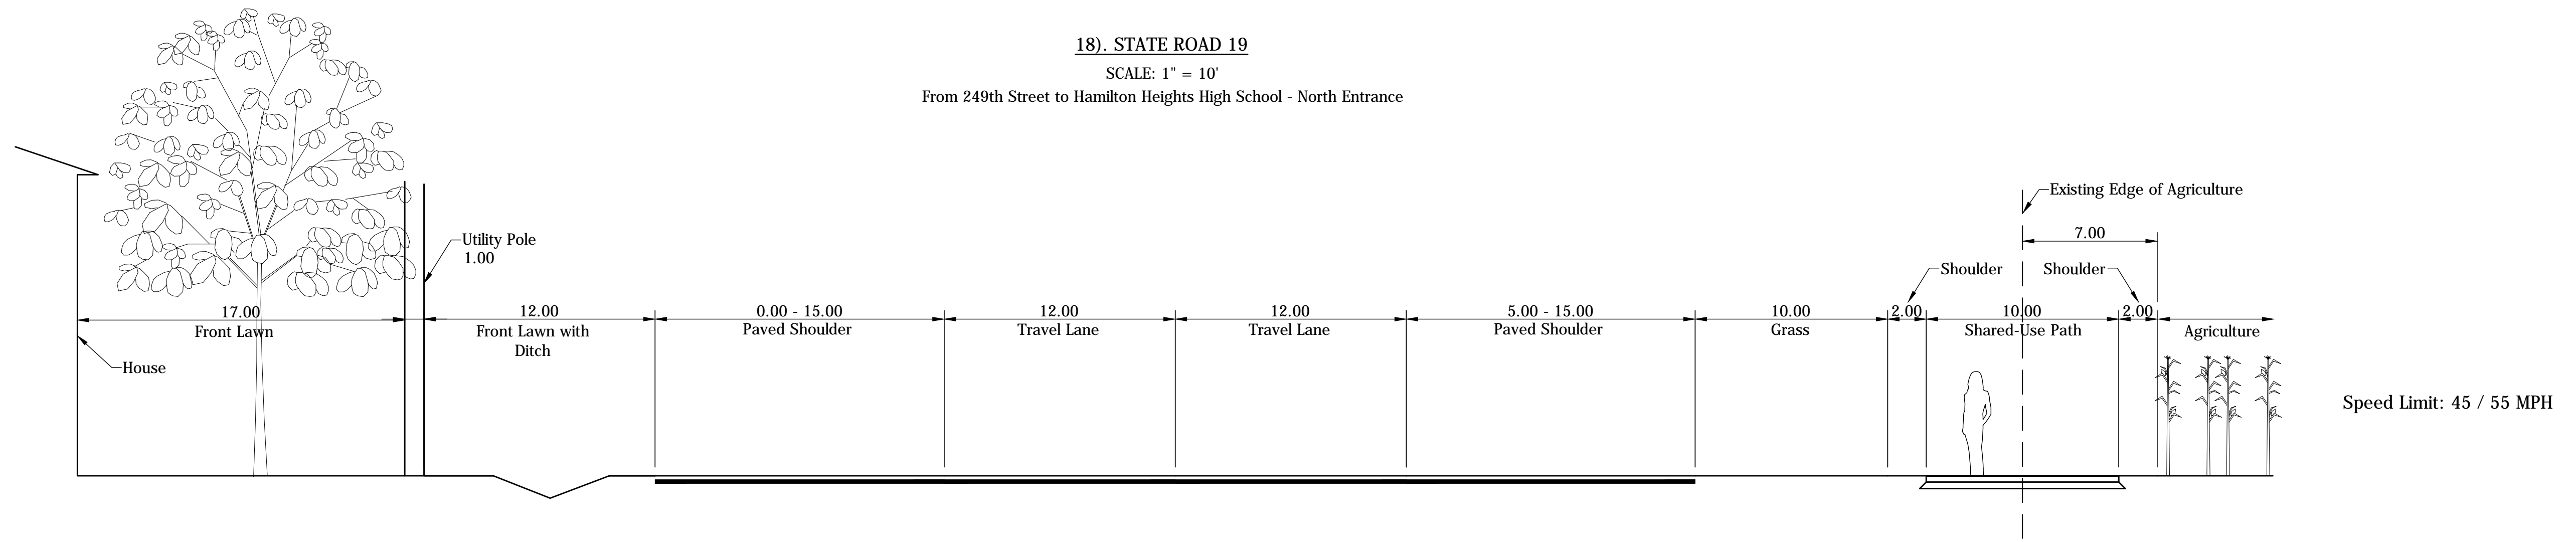 18). STATE ROAD 19
SCALE: 1" = 10'
From 249th Street to Hamilton Heights High School - North Entrance
Existing Edge of Agriculture
7.00
Utility Pole
1.00
Shoulder
Shoulder
17.00
Front Lawn
12.00
Front Lawn with
Ditch
0.00 - 15.00
Paved Shoulder
12.00
Travel Lane
12.00
Travel Lane
5.00 - 15.00
Paved Shoulder
10.00
Grass
2.00
10.00
Shared-Use Path
2.00
Agriculture
House
Speed Limit: 45 / 55 MPH